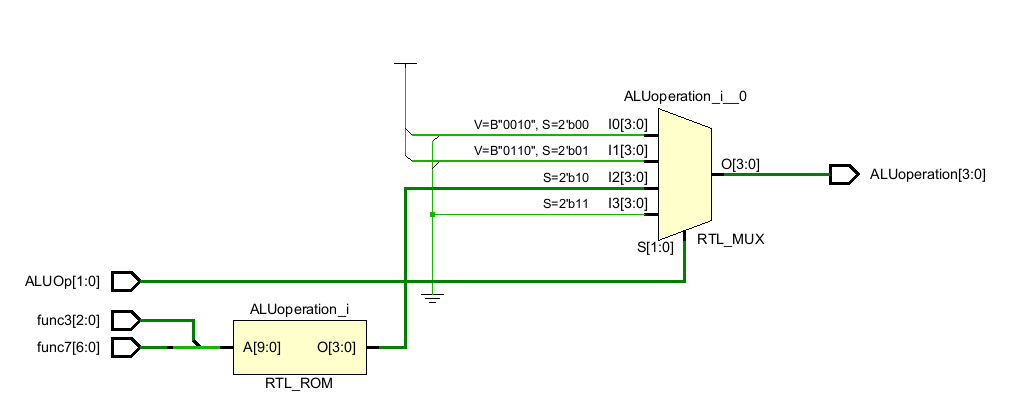 ALUoperation_i__0
V=B"0010", S=2'b00 I0[3:0]
V=B"0110", S=2'b01 I1[3:0]
O[3:0]
S=2'b10 I2[3:0]
ALUoperation[3:0]
S=2'b11 I3[3:0]
S[1:0]
RTL_MUX
ALUOp[1:0]
ALUoperation_i
func3[2:0]
func7[6:0]
A[9:0] O[3:0]
RTL_ROM